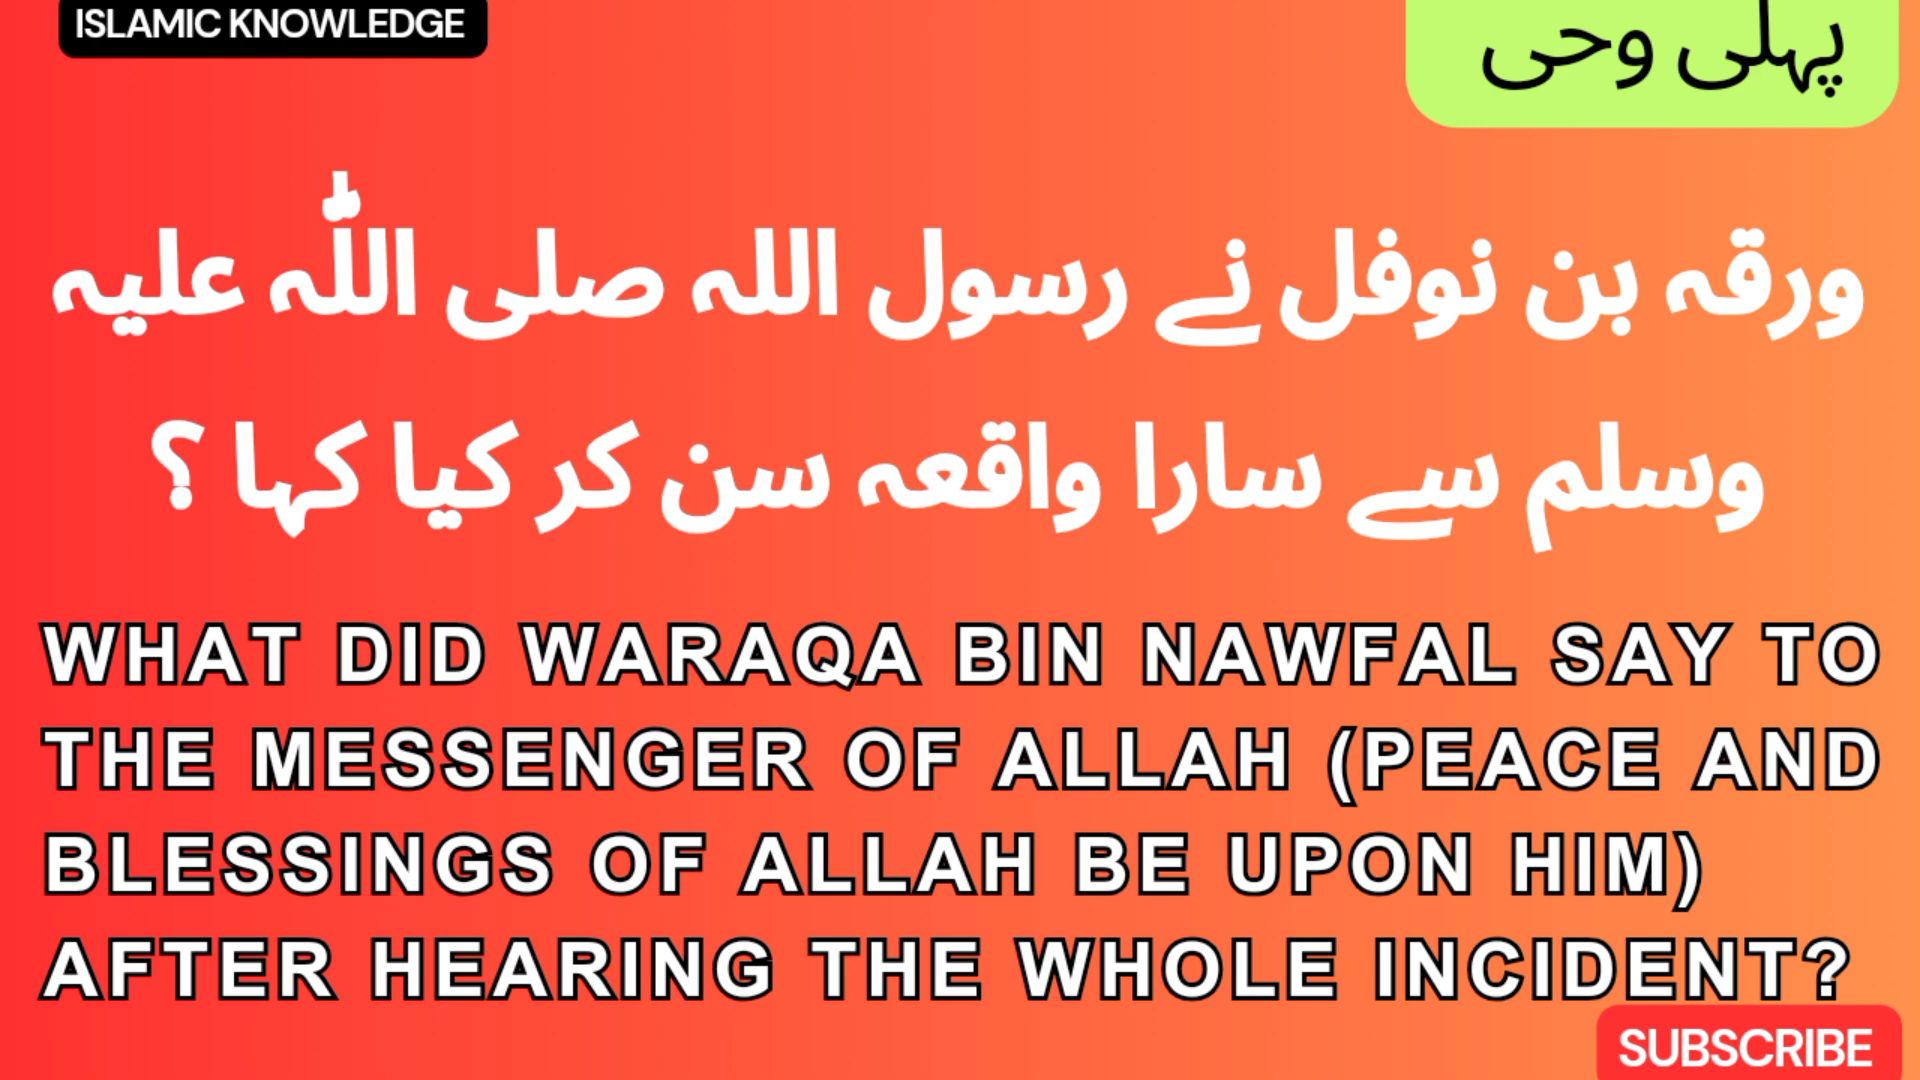 ISLAMIC KNOWLEDGE
پہلی وحی
ورقہ بن نوفل نے رسول اللہ صلی اللّٰہ علیہ
وسلم سے سارا واقعہ سن کر کیا کہا ؟
WHAT DID WARAQA BIN NAWFAL SAY TO
THE MESSENGER OF ALLAH (PEACE AND
BLESSINGS OF ALLAH BE UPON HIM)
AFTER HEARING THE WHOLE INCIDENT?
SUBSCRIBE